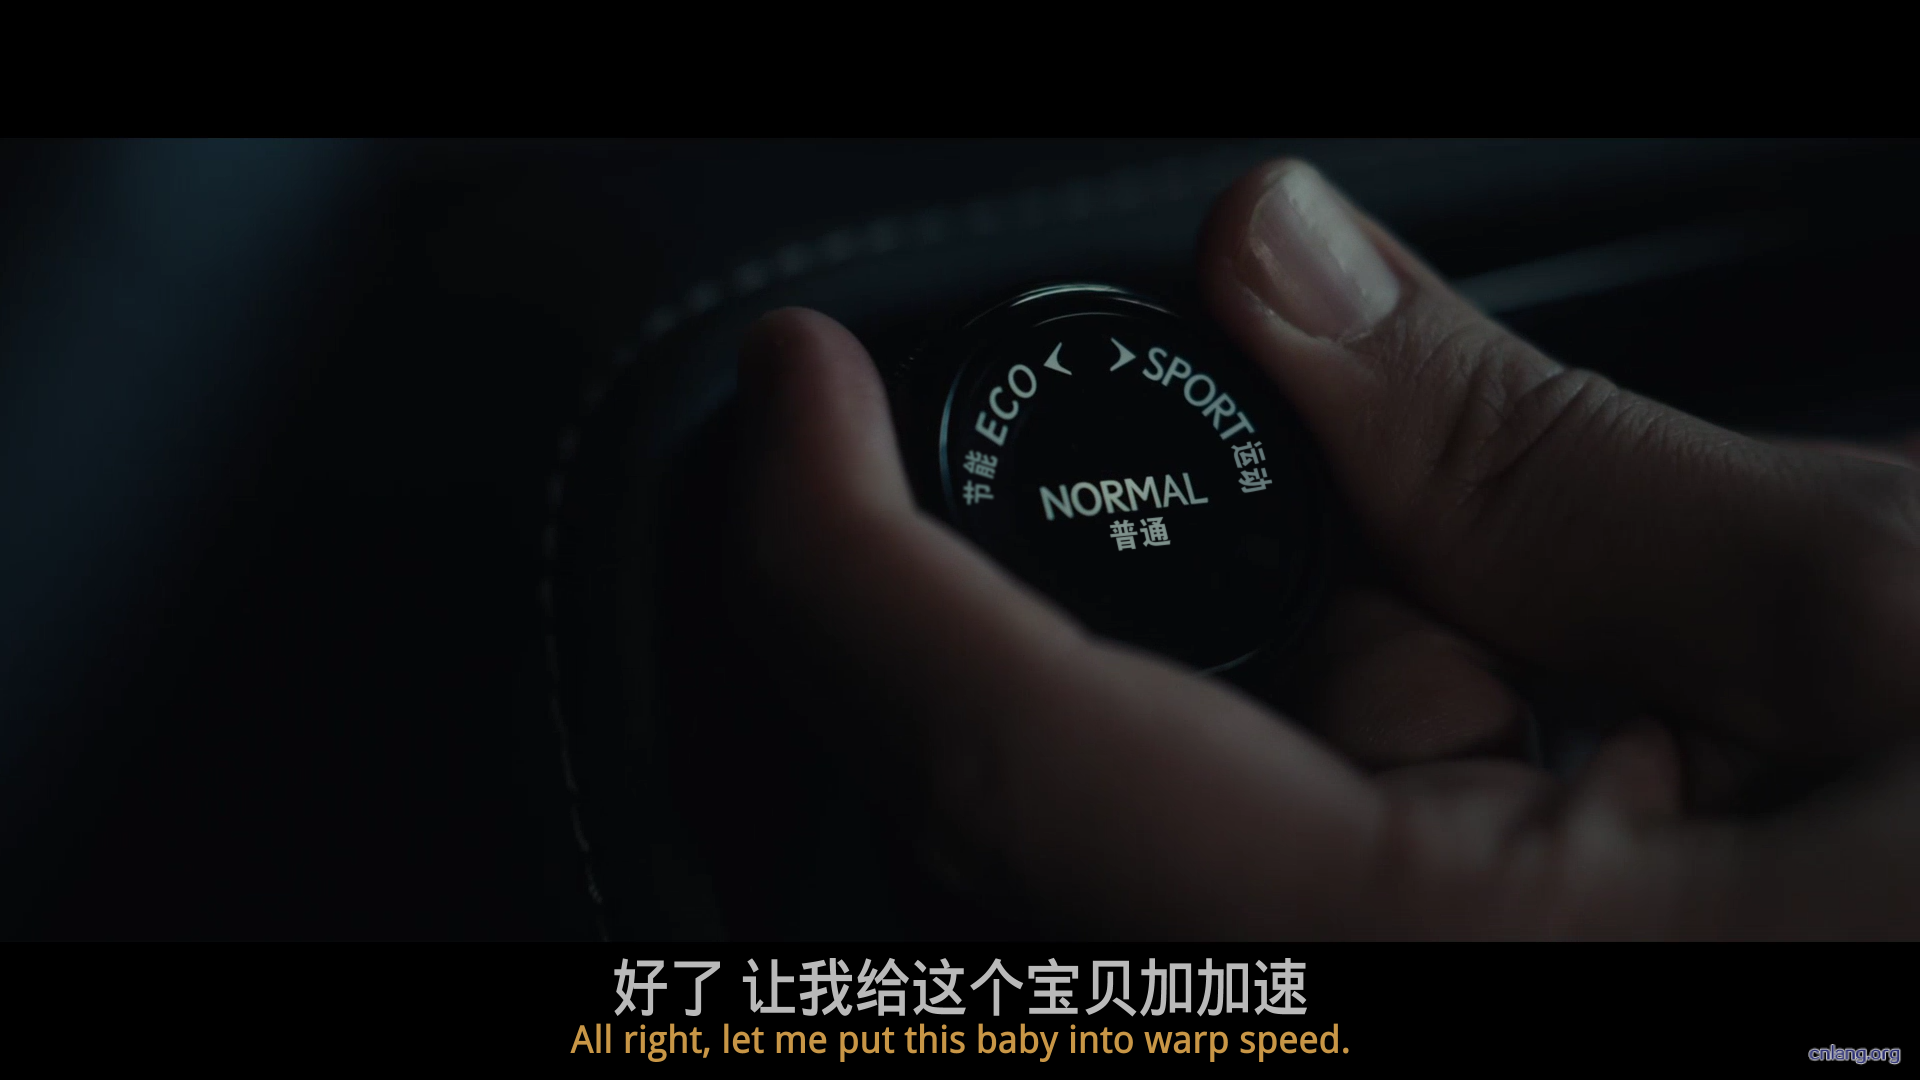 ECO < > SPORT
节能
运动
NORMAL
普通
好了 让我给这个宝贝加加速
All right, let me put this baby into warp speed.
cnlang.org